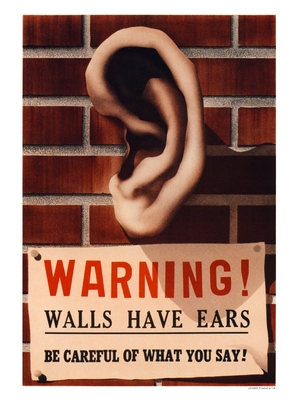 WARNING!
WALLS HAVE EARS
BE CAREFUL OF WHAT YOU SAY!